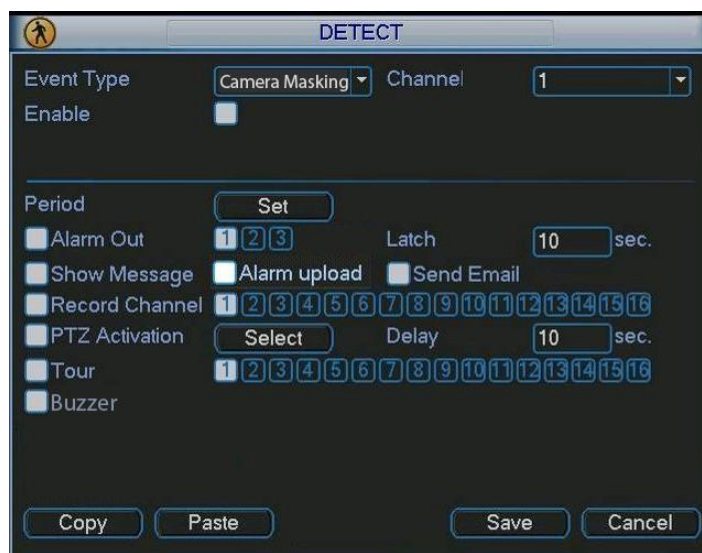 DETECT
Event Type Camera Masking Channel 1
Enable
Period Set
Alarm Out 1 2 3 Latch 10 sec.
Show Message Alarm upload Send Email
Record Channel 1 2 3 4 5 6 7 8 9 10 11 12 13 14 15 16
PTZ Activation Select Delay 10 sec.
Tour 1 2 3 4 5 6 7 8 9 10 11 12 13 14 15 16
Buzzer
Copy Paste Save Cancel